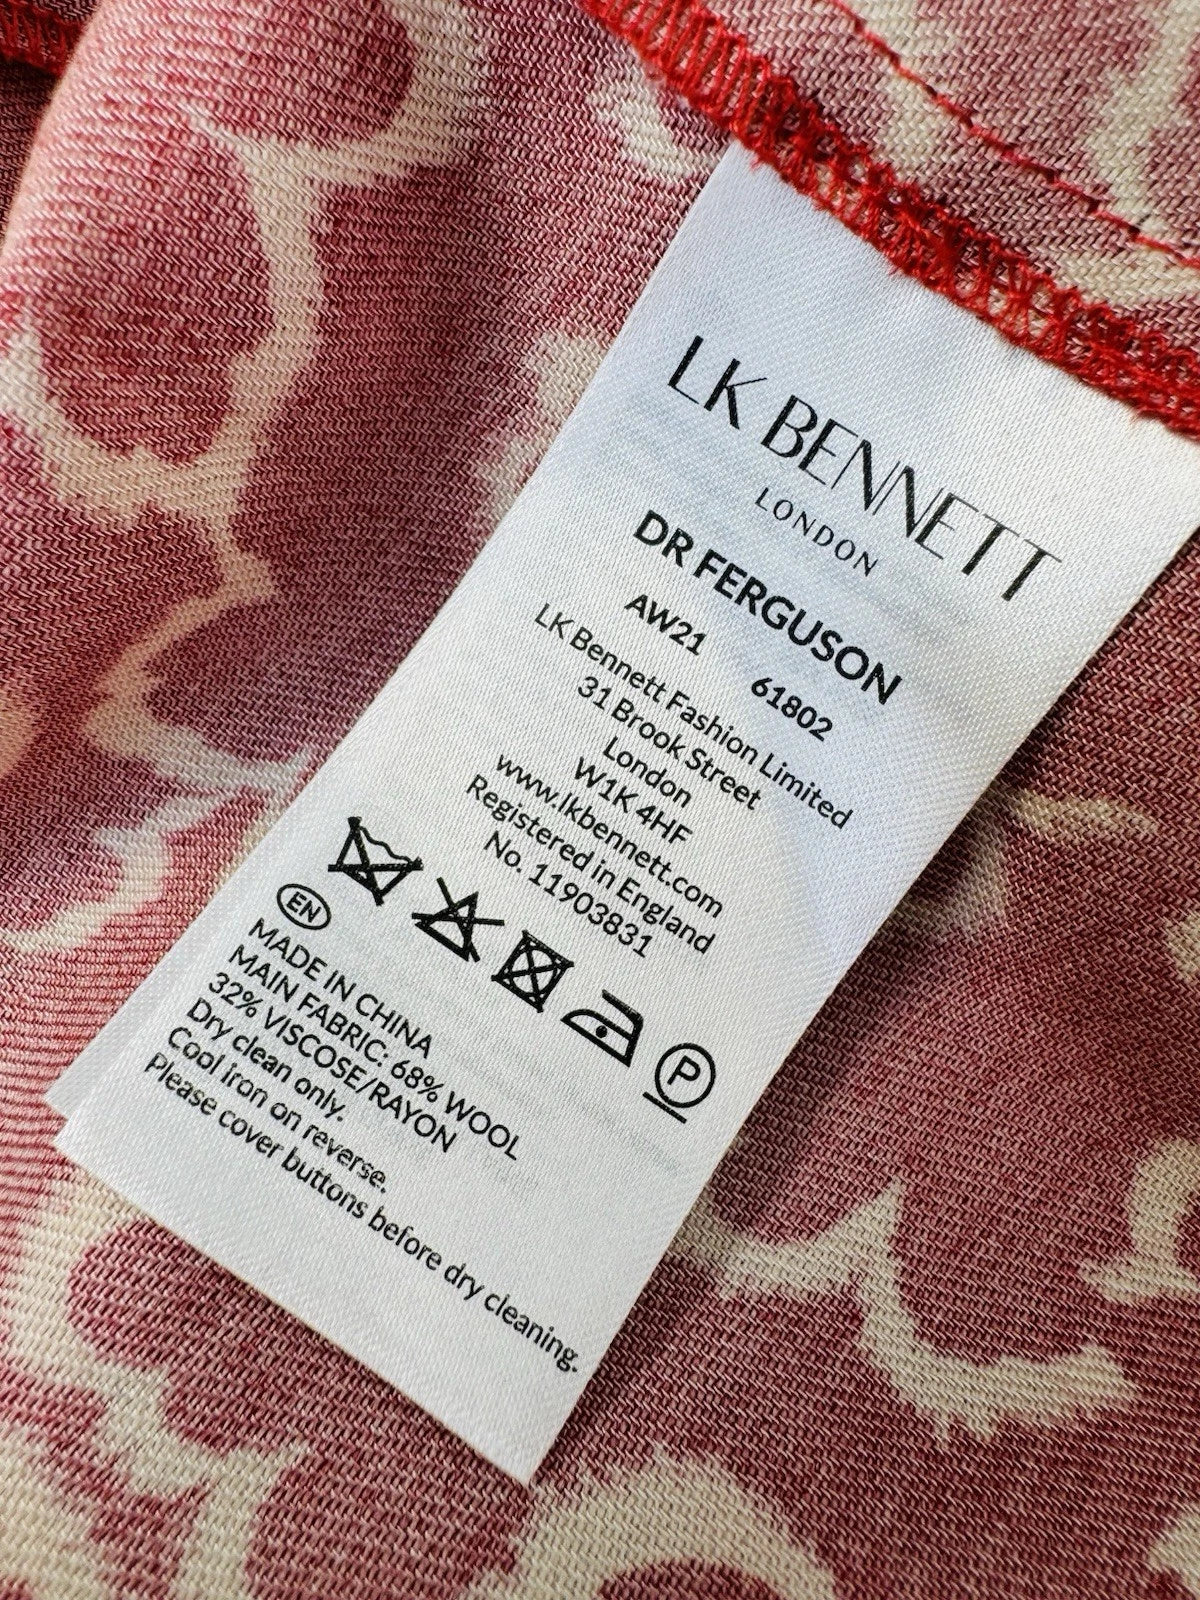 LK BENNETT
LONDON
DR FERGUSON
AW21 61802
LK Bennett Fashion Limited
31 Brook Street
London
W1K 4HF
www.lkbennett.com
Registered in England
No. 11903831
P
EN
MADE IN CHINA
MAIN FABRIC: 68% WOOL
32% VISCOSE/RAYON
Dry clean only.
Cool iron on reverse.
Please cover buttons before dry cleaning.